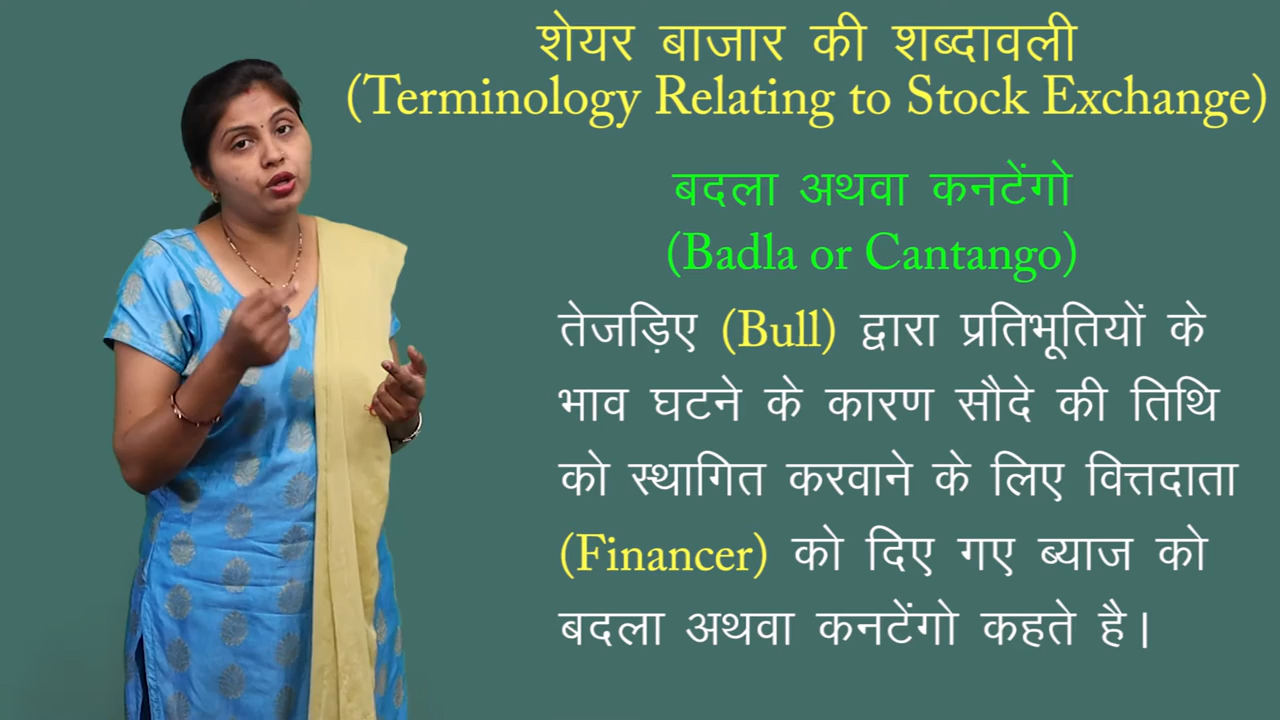 शेयर बाजार की शब्दावली
(Terminology Relating to Stock Exchange)
बदला अथवा कनटेंगो
(Badla or Cantango)
तेजड़िए (Bull) द्वारा प्रतिभूतियों के
भाव घटने के कारण सौदे की तिथि
को स्थागित करवाने के लिए वित्तदाता
(Financer) को दिए गए ब्याज को
बदला अथवा कनटेंगो कहते है।